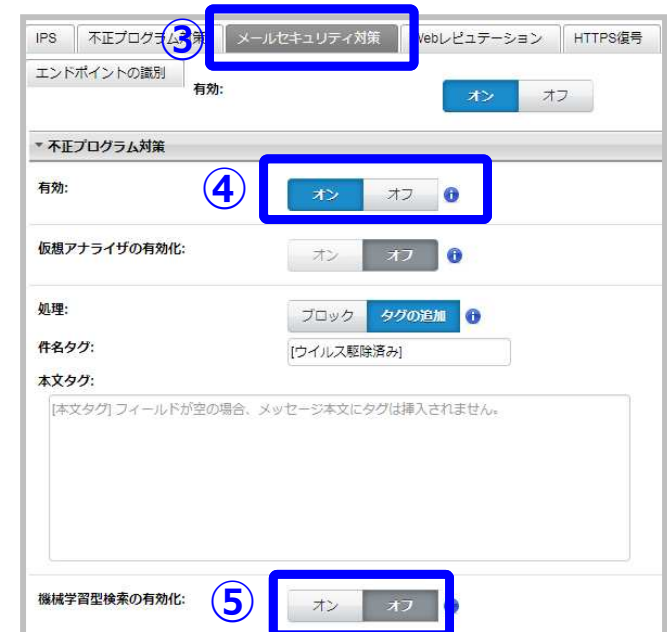 IPS 不正プログラム対策 メールセキュリティ対策 Webレピュテーション HTTPS復号
③
エンドポイントの識別
有効: オン オフ
不正プログラム対策
有効: ④ オン オフ
仮想アナライザの有効化: オン オフ
処理: ブロック タグの追加
件名タグ: [ウイルス駆除済み]
本文タグ:
[本文タグ] フィールドが空の場合、メッセージ本文にタグは挿入されません。
機械学習型検索の有効化: ⑤ オン オフ